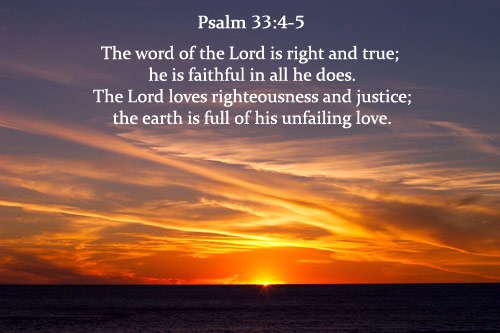 Psalm 33:4-5
The word of the Lord is right and true;
he is faithful in all he does.
The Lord loves righteousness and justice;
the earth is full of his unfailing love.